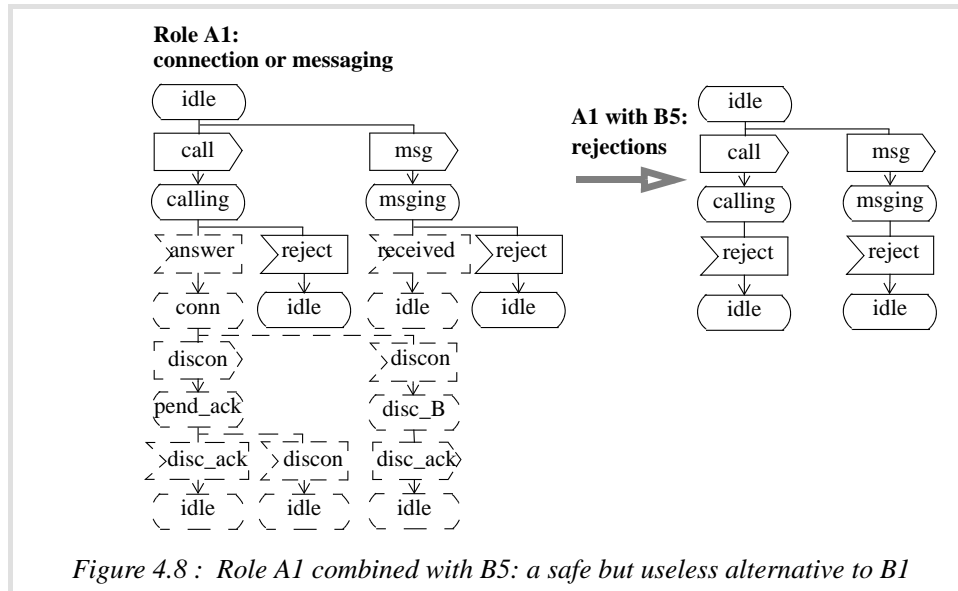 Role A1:
connection or messaging
idle
call
msg
calling
msging
answer
reject
received
reject
conn
idle
idle
idle
discon
discon
pend_ack
disc_B
disc_ack
discon
disc_ack
idle
idle
idle
A1 with B5:
rejections
idle
call
msg
calling
msging
reject
reject
idle
idle
Figure 4.8 : Role A1 combined with B5: a safe but useless alternative to B1